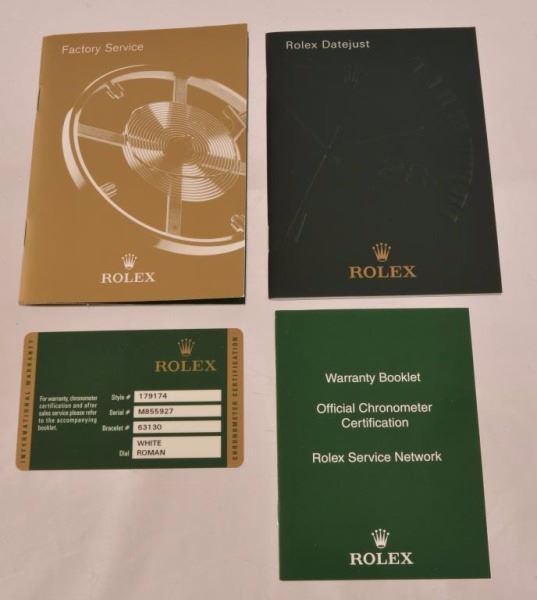 Factory Service
ROLEX
Rolex Datejust
ROLEX
INTERNATIONAL WARRANTY
ROLEX
For warranty, chronometer
certification and after
sales service please refer
to the accompanying
booklet.
Style # 179174
Serial # M855927
Bracelet # 63130
WHITE
Dial ROMAN
CHRONOMETER CERTIFICATION
Warranty Booklet
Official Chronometer
Certification
Rolex Service Network
ROLEX